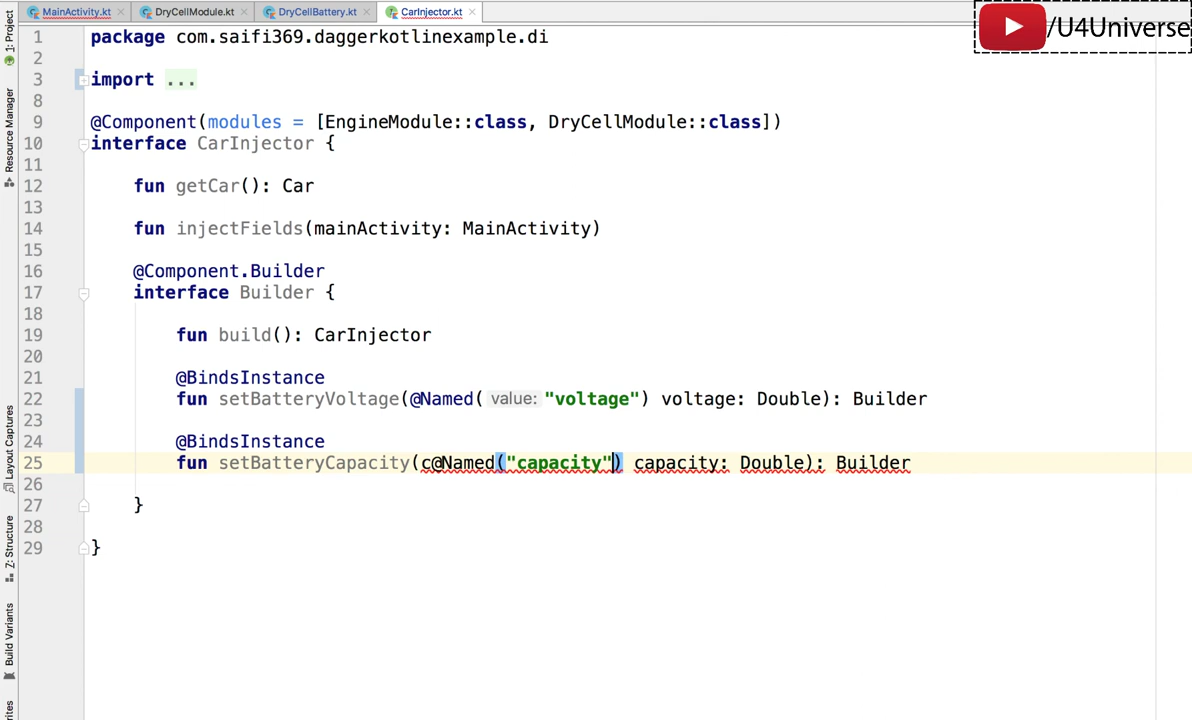 MainActivity.kt
DryCellModule.kt
DryCellBattery.kt
CarInjector.kt
/U4Universe
1: Project
Resource Manager
Layout Captures
Z: Structure
Build Variants
rites
1 package com.saifi369.daggerkotlinexample.di
2
3 import ...
8
9 @Component(modules = [EngineModule::class, DryCellModule::class])
10 interface CarInjector {
11
12 fun getCar(): Car
13
14 fun injectFields(mainActivity: MainActivity)
15
16 @Component.Builder
17 interface Builder {
18
19 fun build(): CarInjector
20
21 @BindsInstance
22 fun setBatteryVoltage(@Named( value: "voltage") voltage: Double): Builder
23
24 @BindsInstance
25 fun setBatteryCapacity(c@Named("capacity") capacity: Double): Builder
26
27 }
28
29 }